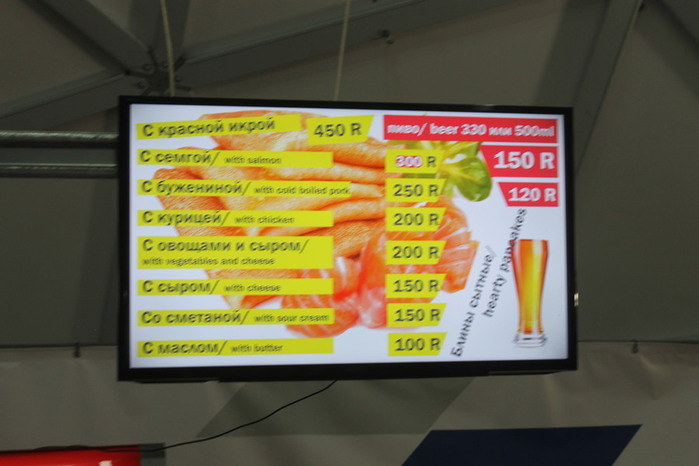 С красной икрой 450 R
С семгой/ with salmon 300 R
С бужениной/ with cold boiled pork 250 R
С курицей/ with chicken 200 R
С овощами и сыром/ 200 R
with vegetables and cheese
С сыром/ with cheese 150 R
Со сметаной/ with sour cream 150 R
С маслом/ with butter 100 R
пиво/ beer 330 или 500ml
150 R
120 R
Блины сытные/
hearty pancakes